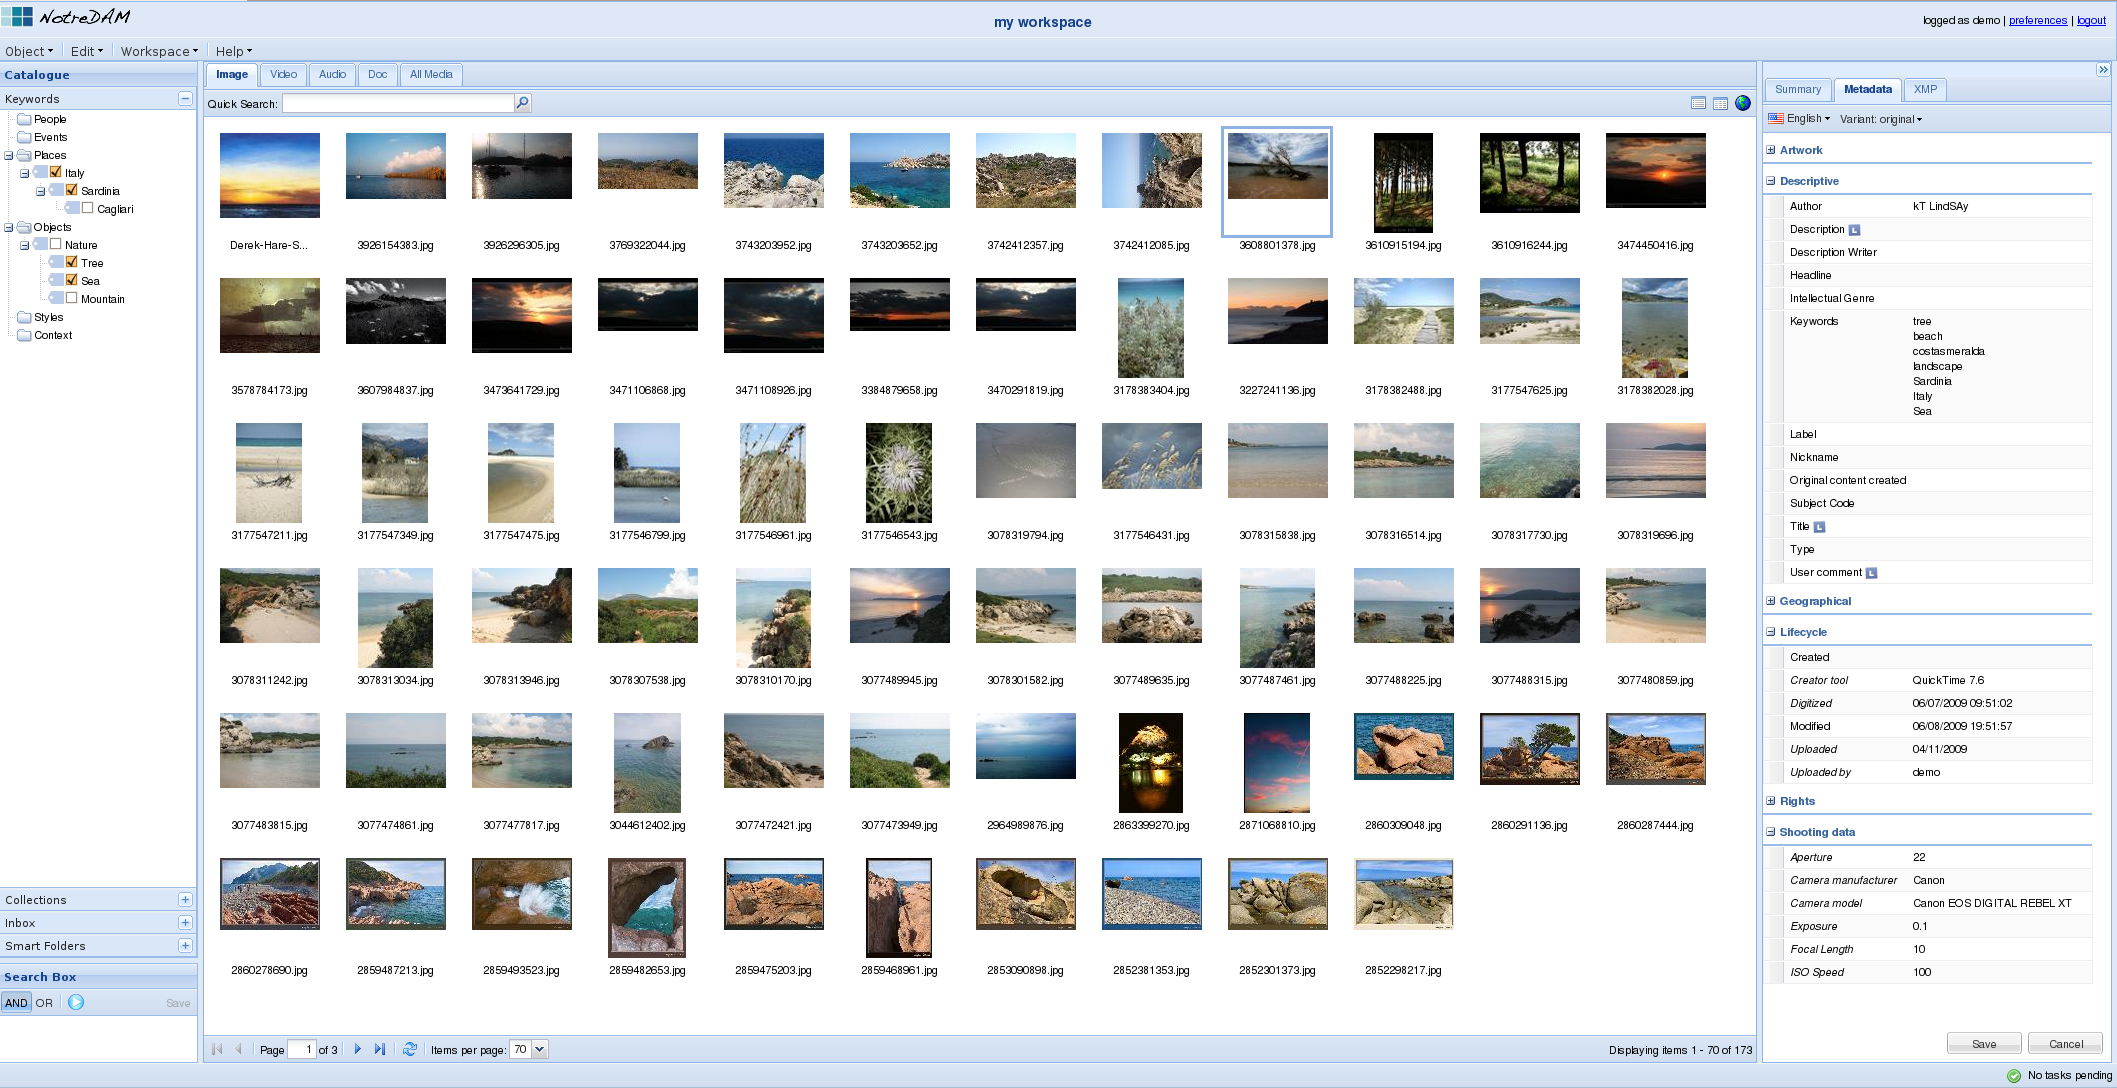 NotreDAM
my workspace
logged as demo | preferences | logout
Object Edit Workspace Help
Catalogue
Keywords
People
Events
Places
Italy
Sardinia
Cagliari
Objects
Nature
Tree
Sea
Mountain
Styles
Context
Collections
Inbox
Smart Folders
Search Box
AND OR Save
Image Video Audio Doc All Media
Quick Search:
Derek-Hare-S... 3926154383.jpg 3926296305.jpg 3769322044.jpg 3743203952.jpg 3743203652.jpg 3742412357.jpg 3742412085.jpg 3608801378.jpg 3610915194.jpg 3610916244.jpg 3474450416.jpg
3578784173.jpg 3607984837.jpg 3473641729.jpg 3471106868.jpg 3471108926.jpg 3384879658.jpg 3470291819.jpg 3178383404.jpg 3227241136.jpg 3178382488.jpg 3177547625.jpg 3178382028.jpg
3177547211.jpg 3177547349.jpg 3177547475.jpg 3177546799.jpg 3177546961.jpg 3177546543.jpg 3078319794.jpg 3177546431.jpg 3078315838.jpg 3078316514.jpg 3078317730.jpg 3078319696.jpg
3078311242.jpg 3078313034.jpg 3078313946.jpg 3078307538.jpg 3078310170.jpg 3077489945.jpg 3078301582.jpg 3077489635.jpg 3077487461.jpg 3077488225.jpg 3077488315.jpg 3077480859.jpg
3077483815.jpg 3077474861.jpg 3077477817.jpg 3044612402.jpg 3077472421.jpg 3077473949.jpg 2964989876.jpg 2863399270.jpg 2871068810.jpg 2860309048.jpg 2860291136.jpg 2860287444.jpg
2860278690.jpg 2859487213.jpg 2859493523.jpg 2859482653.jpg 2859475203.jpg 2859468961.jpg 2853090898.jpg 2852381353.jpg 2852301373.jpg 2852298217.jpg
Page 1 of 3 Items per page: 70 Displaying items 1 - 70 of 173
Summary Metadata XMP
English Variant: original
Artwork
Descriptive
Author kT LindSAy
Description L
Description Writer
Headline
Intellectual Genre
Keywords tree
beach
costasmeralda
landscape
Sardinia
Italy
Sea
Label
Nickname
Original content created
Subject Code
Title L
Type
User comment L
Geographical
Lifecycle
Created
Creator tool QuickTime 7.6
Digitized 06/07/2009 09:51:02
Modified 06/08/2009 19:51:57
Uploaded 04/11/2009
Uploaded by demo
Rights
Shooting data
Aperture 22
Camera manufacturer Canon
Camera model Canon EOS DIGITAL REBEL XT
Exposure 0.1
Focal Length 10
ISO Speed 100
Save Cancel
No tasks pending